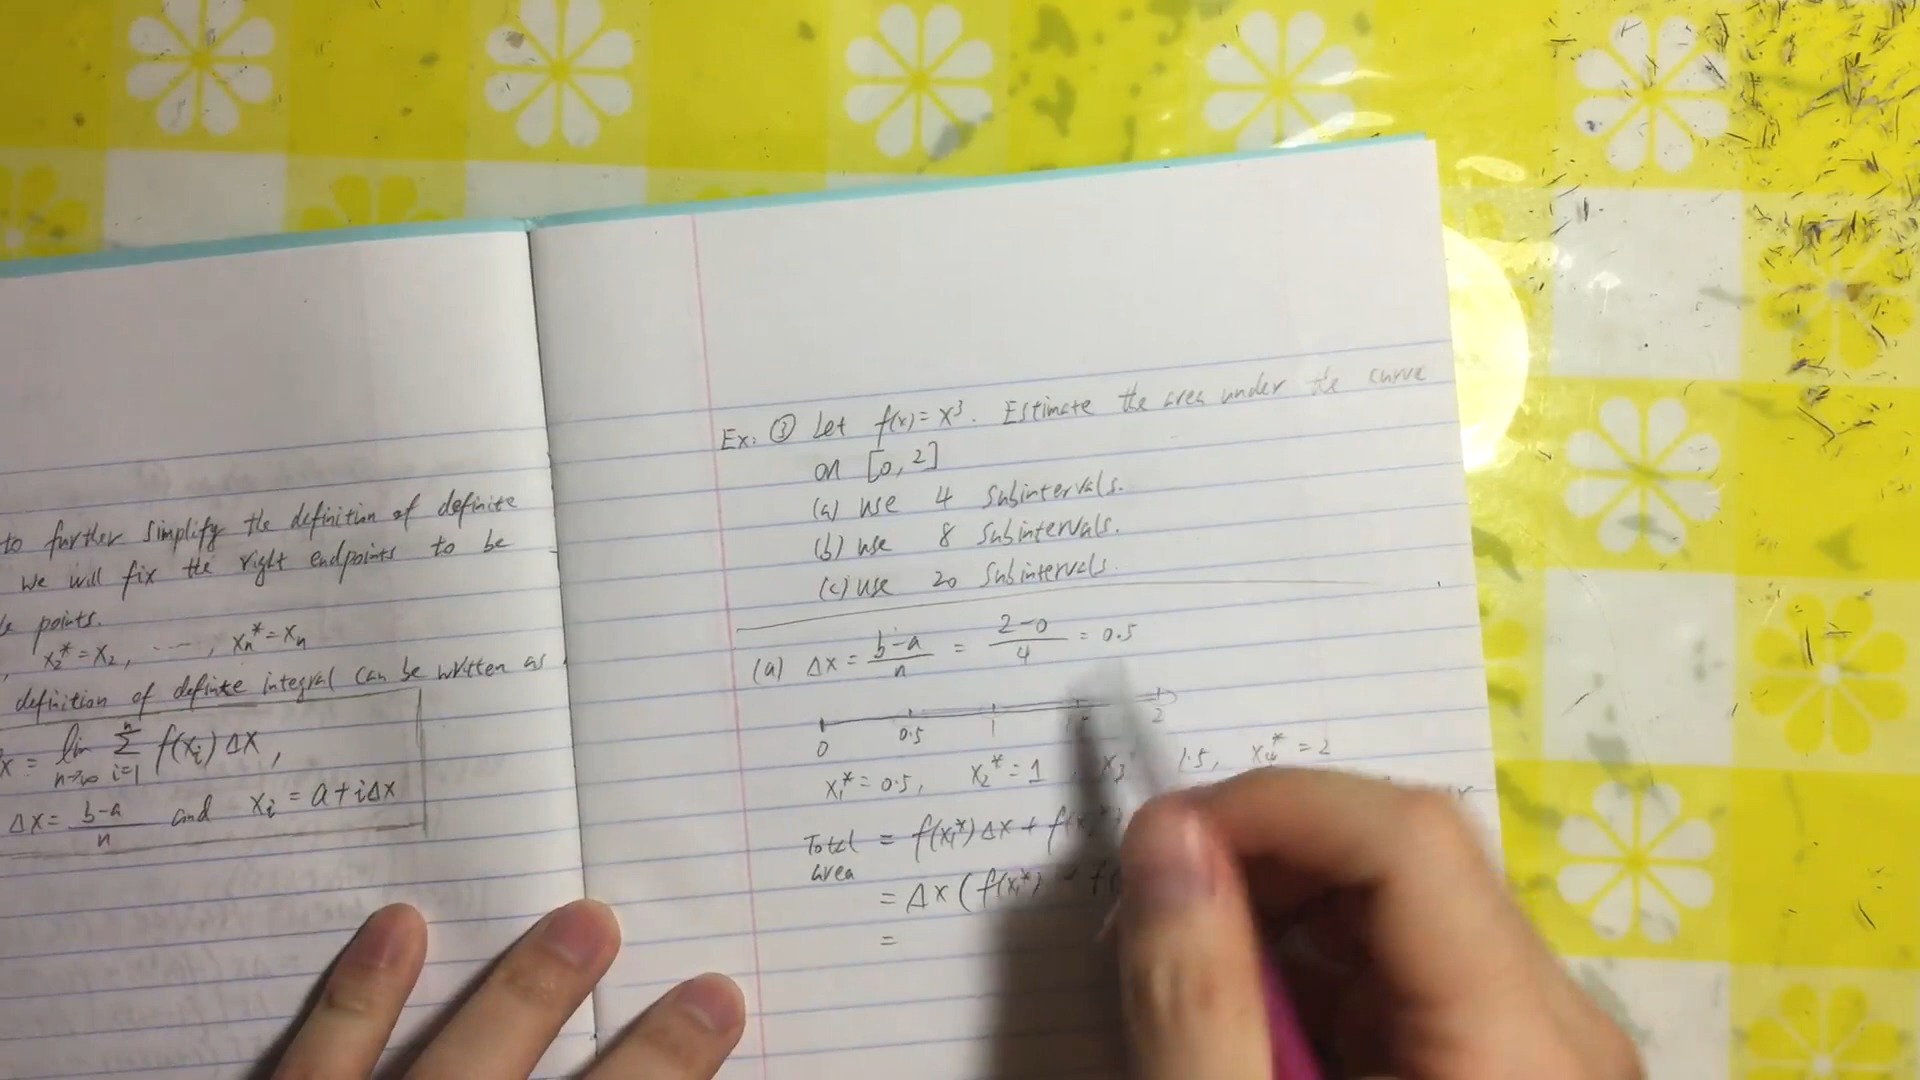 to further simplify the definition of definite
we will fix the right endpoints to be
points.
x₂* = x₂, ----, xₙ* = xₙ
definition of definite integral can be written as
x = lim n→∞ Σ i=1 n f(xᵢ) Δx,
Δx = b-a / n and xᵢ = a + iΔx
Ex: ③ Let f(x) = x³. Estimate the area under the curve
on [0, 2]
(a) use 4 subintervals.
(b) use 8 subintervals.
(c) use 20 subintervals.
(a) Δx = b-a / n = 2-0 / 4 = 0.5
0 0.5 1 2
x₁* = 0.5, x₂* = 1, x₃ 1.5, x₄* = 2
Total area = f(x₁*) Δx + f(x
= Δx (f(x₁*) + f(
=